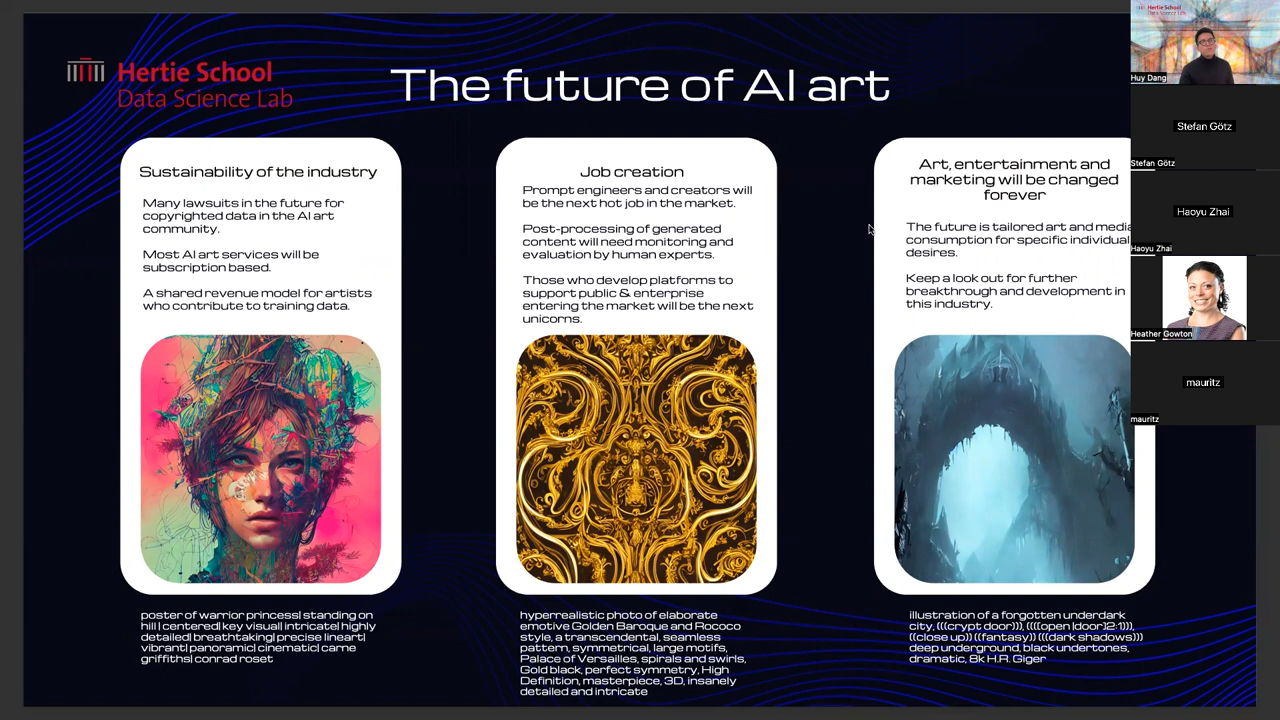 Hertie School
Data Science Lab
The future of AI art
Sustainability of the industry
Many lawsuits in the future for
copyrighted data in the AI art
community.
Most AI art services will be
subscription based.
A shared revenue model for artists
who contribute to training data.
poster of warrior princess| standing on
hill | centered| key visual| intricate| highly
detailed| breathtaking| precise lineart|
vibrant| panoramic| cinematic| carne
griffiths| conrad roset
Job creation
Prompt engineers and creators will
be the next hot job in the market.
Post-processing of generated
content will need monitoring and
evaluation by human experts.
Those who develop platforms to
support public & enterprise
entering the market will be the next
unicorns.
hyperrealistic photo of elaborate
emotive Golden Baroque and Rococo
style, a transcendental, seamless
pattern, symmetrical, large motifs,
Palace of Versailles, spirals and swirls,
Gold black, perfect symmetry, High
Definition, masterpiece, 3D, insanely
detailed and intricate
Art, entertainment and
marketing will be changed
forever
The future is tailored art and media
consumption for specific individual
desires.
Keep a look out for further
breakthrough and development in
this industry.
illustration of a forgotten underdark
city, (((crypt door))), ((((open |door|2:1))),
((close up)) ((fantasy)) (((dark shadows)))
deep underground, black undertones,
dramatic, 8k H.R. Giger
Hertie School
Data Science Lab
Huy Dang
Stefan Götz
Stefan Götz
Haoyu Zhai
Haoyu Zhai
Heather Gowton
mauritz
mauritz